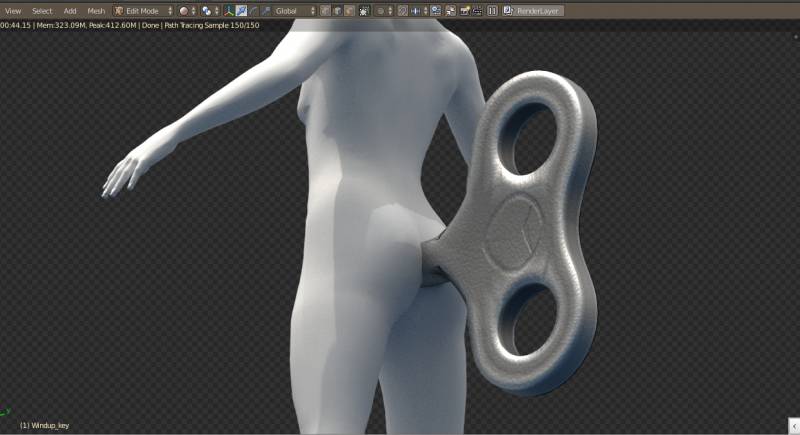 View Select Add Mesh Edit Mode Global RenderLayer
00:44.15 | Mem:323.09M, Peak:412.60M | Done | Path Tracing Sample 150/150
y
(1) Windup_key